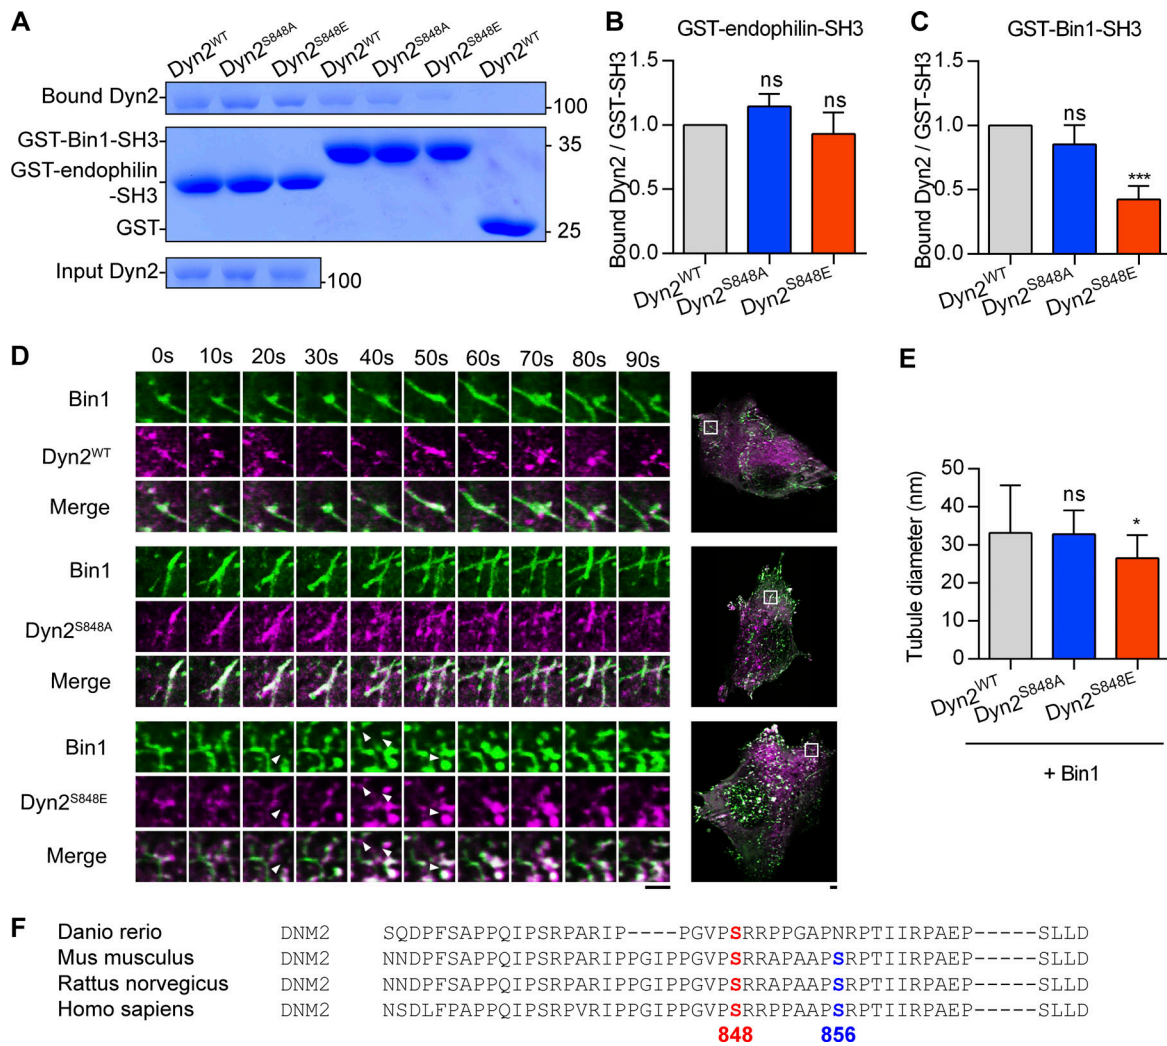 A
Dyn2WT Dyn2S848A Dyn2S848E Dyn2WT Dyn2S848A Dyn2S848E Dyn2WT
Bound Dyn2
-100
GST-Bin1-SH3
-35
GST-endophilin
-SH3
GST
-25
Input Dyn2
-100
B
GST-endophilin-SH3
Bound Dyn2 / GST-SH3
1.5
1.0
0.5
0.0
ns
ns
Dyn2WT Dyn2S848A Dyn2S848E
C
GST-Bin1-SH3
Bound Dyn2 / GST-SH3
1.5
1.0
0.5
0.0
ns
***
Dyn2WT Dyn2S848A Dyn2S848E
D
0s 10s 20s 30s 40s 50s 60s 70s 80s 90s
Bin1
Dyn2WT
Merge
Bin1
Dyn2S848A
Merge
Bin1
Dyn2S848E
Merge
E
Tubule diameter (nm)
50
40
30
20
10
0
ns
*
Dyn2WT Dyn2S848A Dyn2S848E
+ Bin1
F
Danio rerio DNM2 SQDPFSAPPQIPSRPARIP----PGVPSRRPPGAPNRPTIIRPAEP-----SLLD
Mus musculus DNM2 NNDPFSAPPQIPSRPARIPPGIPPGVPSRRAPAAPSRPTIIRPAEP-----SLLD
Rattus norvegicus DNM2 NNDPFSAPPQIPSRPARIPPGIPPGVPSRRAPAAPSRPTIIRPAEP-----SLLD
Homo sapiens DNM2 NSDLFPAPPQIPSRPVRIPPGIPPGVPSRRPPAAPSRPTIIRPAEP-----SLLD
848 856